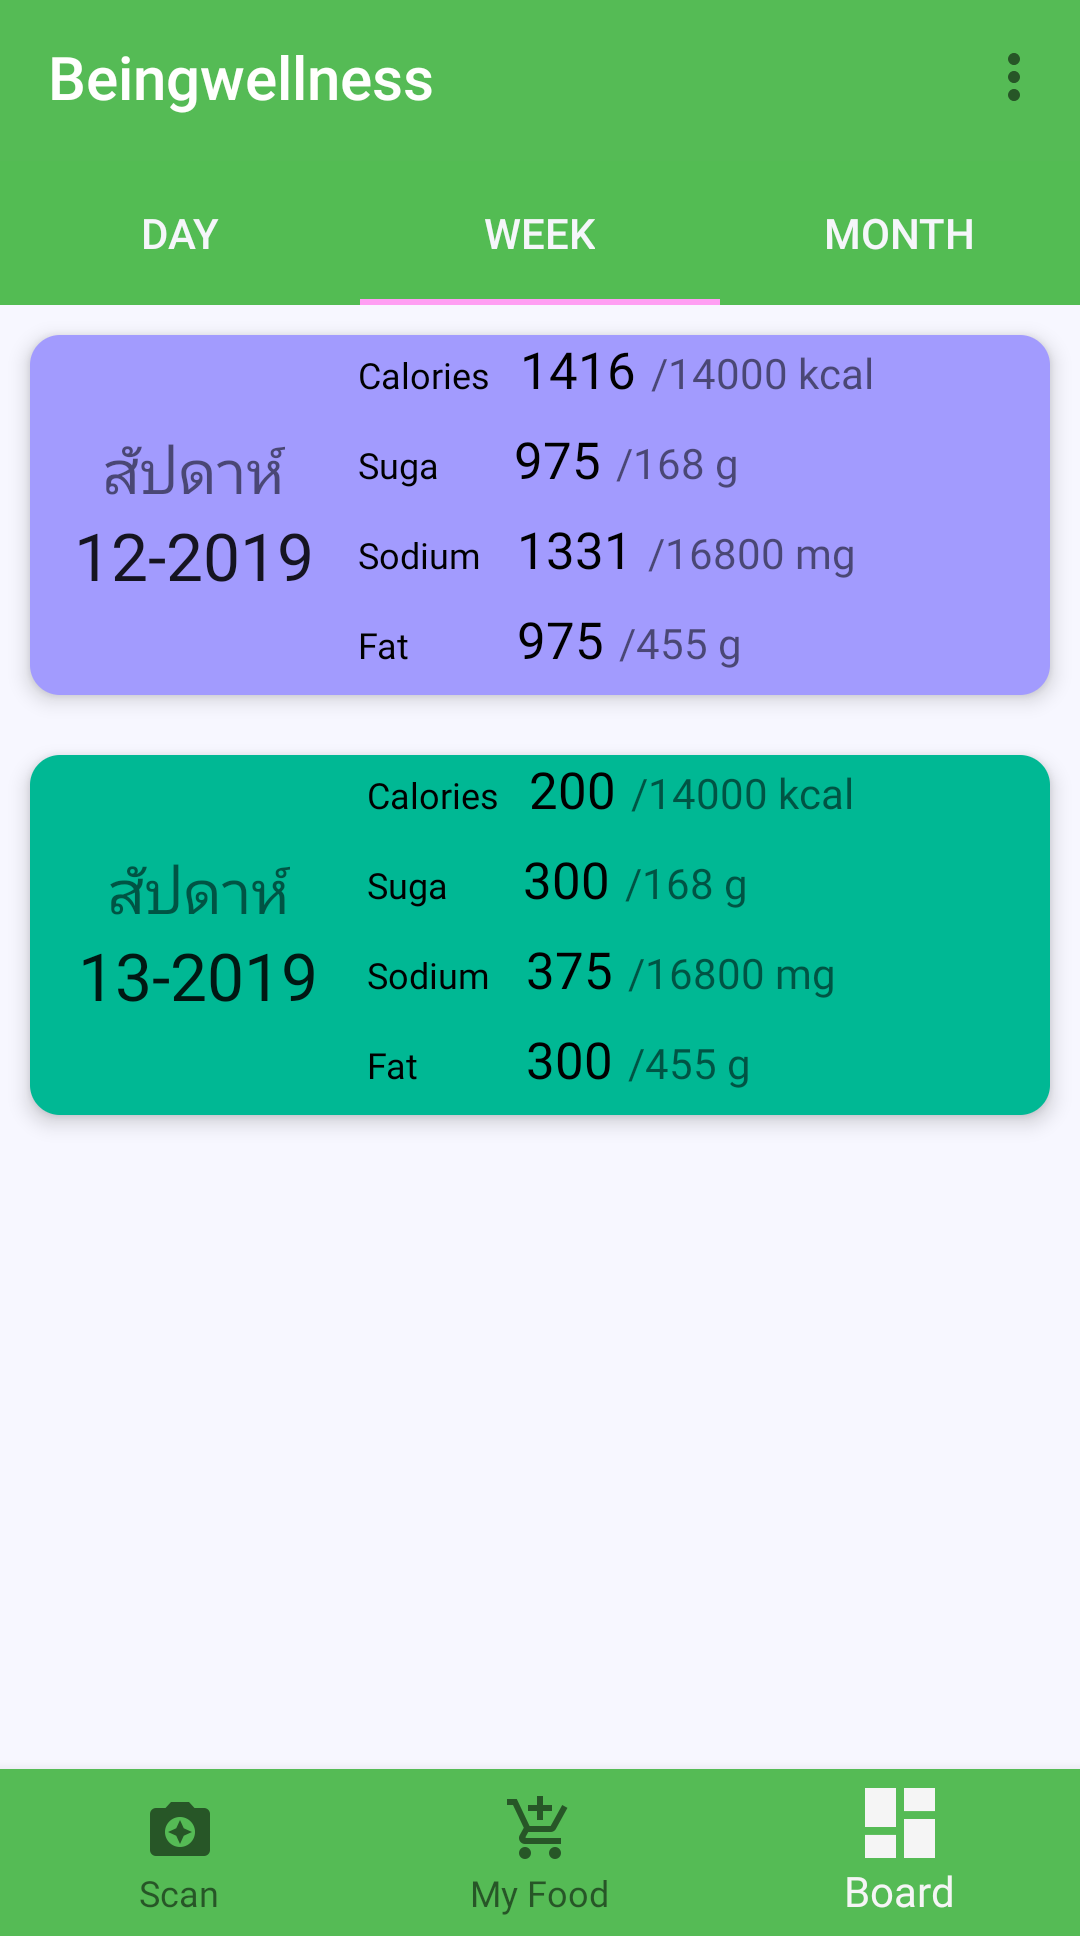 Beingwellness
DAY WEEK MONTH
สัปดาห์
12-2019
Calories 1416 /14000 kcal
Suga 975 /168 g
Sodium 1331 /16800 mg
Fat 975 /455 g
สัปดาห์
13-2019
Calories 200 /14000 kcal
Suga 300 /168 g
Sodium 375 /16800 mg
Fat 300 /455 g
Scan My Food Board